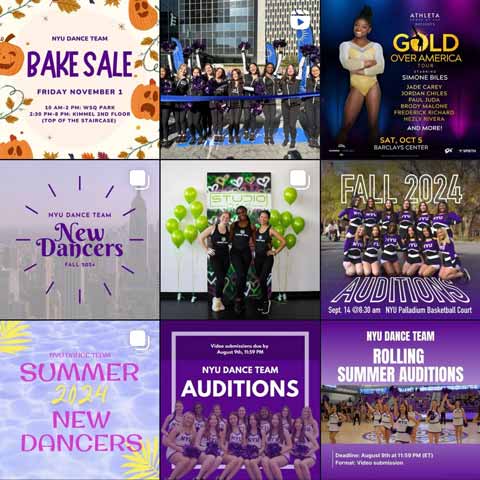 NYU DANCE TEAM
BAKE SALE
FRIDAY NOVEMBER 1
10 AM-2 PM: WSQ PARK
2:30 PM-8 PM: KIMMEL 2ND FLOOR
(TOP OF THE STAIRCASE)
ATHLETA
PRESENTS
GOLD
OVER AMERICA
TOUR
STARRING
SIMONE BILES
JADE CAREY
JORDAN CHILES
PAUL JUDA
BRODY MALONE
FREDERICK RICHARD
HEZLY RIVERA
AND MORE!
SAT, OCT 5
BARCLAYS CENTER
NYU DANCE TEAM
New
Dancers
FALL 2024
STUDIO
FALL 2024
AUDITIONS
Sept. 14 @8:30 am NYU Palladium Basketball Court
NYU DANCE TEAM
SUMMER
2024
NEW
DANCERS
Video submissions due by
August 9th, 11:59 PM
NYU DANCE TEAM
AUDITIONS
NYU DANCE TEAM
ROLLING
SUMMER AUDITIONS
Deadline: August 9th at 11:59 PM (ET)
Format: Video submission